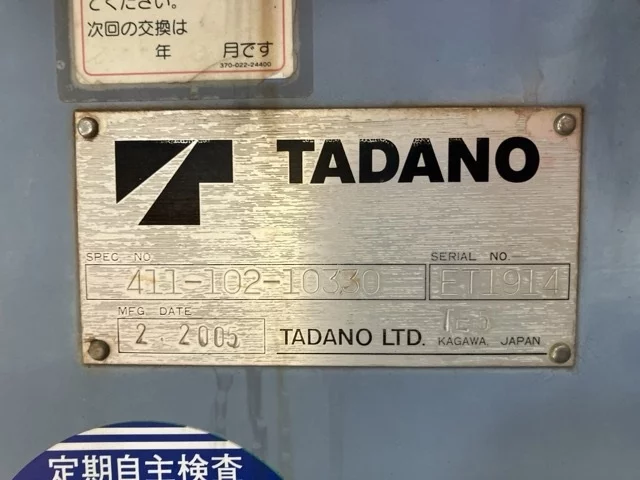 てください。
次回の交換は
年 月です
370-022-24400
TADANO
SPEC NO.
SERIAL NO.
411-102-10330
ET1914
MFG. DATE
2. 2005
TADANO LTD.
KAGAWA, JAPAN
定期自主検査